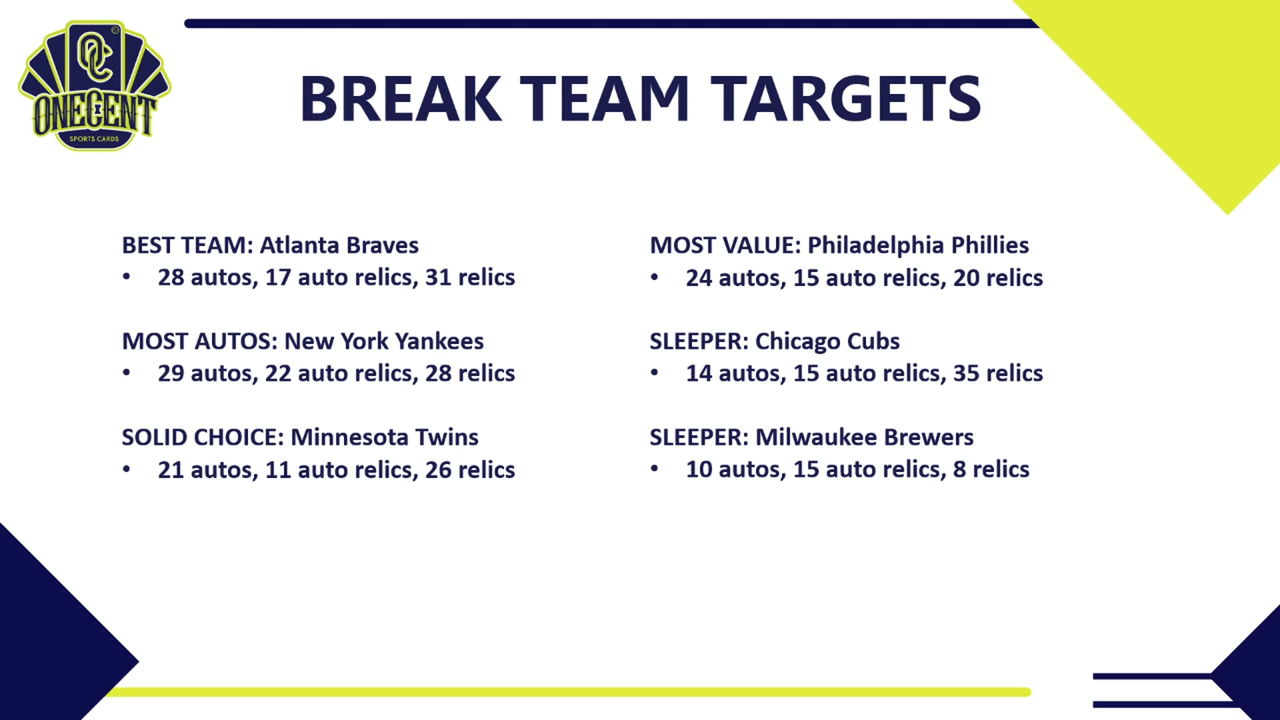 OC
ONECENT
SPORTS CARDS
BREAK TEAM TARGETS
BEST TEAM: Atlanta Braves
• 28 autos, 17 auto relics, 31 relics
MOST AUTOS: New York Yankees
• 29 autos, 22 auto relics, 28 relics
SOLID CHOICE: Minnesota Twins
• 21 autos, 11 auto relics, 26 relics
MOST VALUE: Philadelphia Phillies
• 24 autos, 15 auto relics, 20 relics
SLEEPER: Chicago Cubs
• 14 autos, 15 auto relics, 35 relics
SLEEPER: Milwaukee Brewers
• 10 autos, 15 auto relics, 8 relics